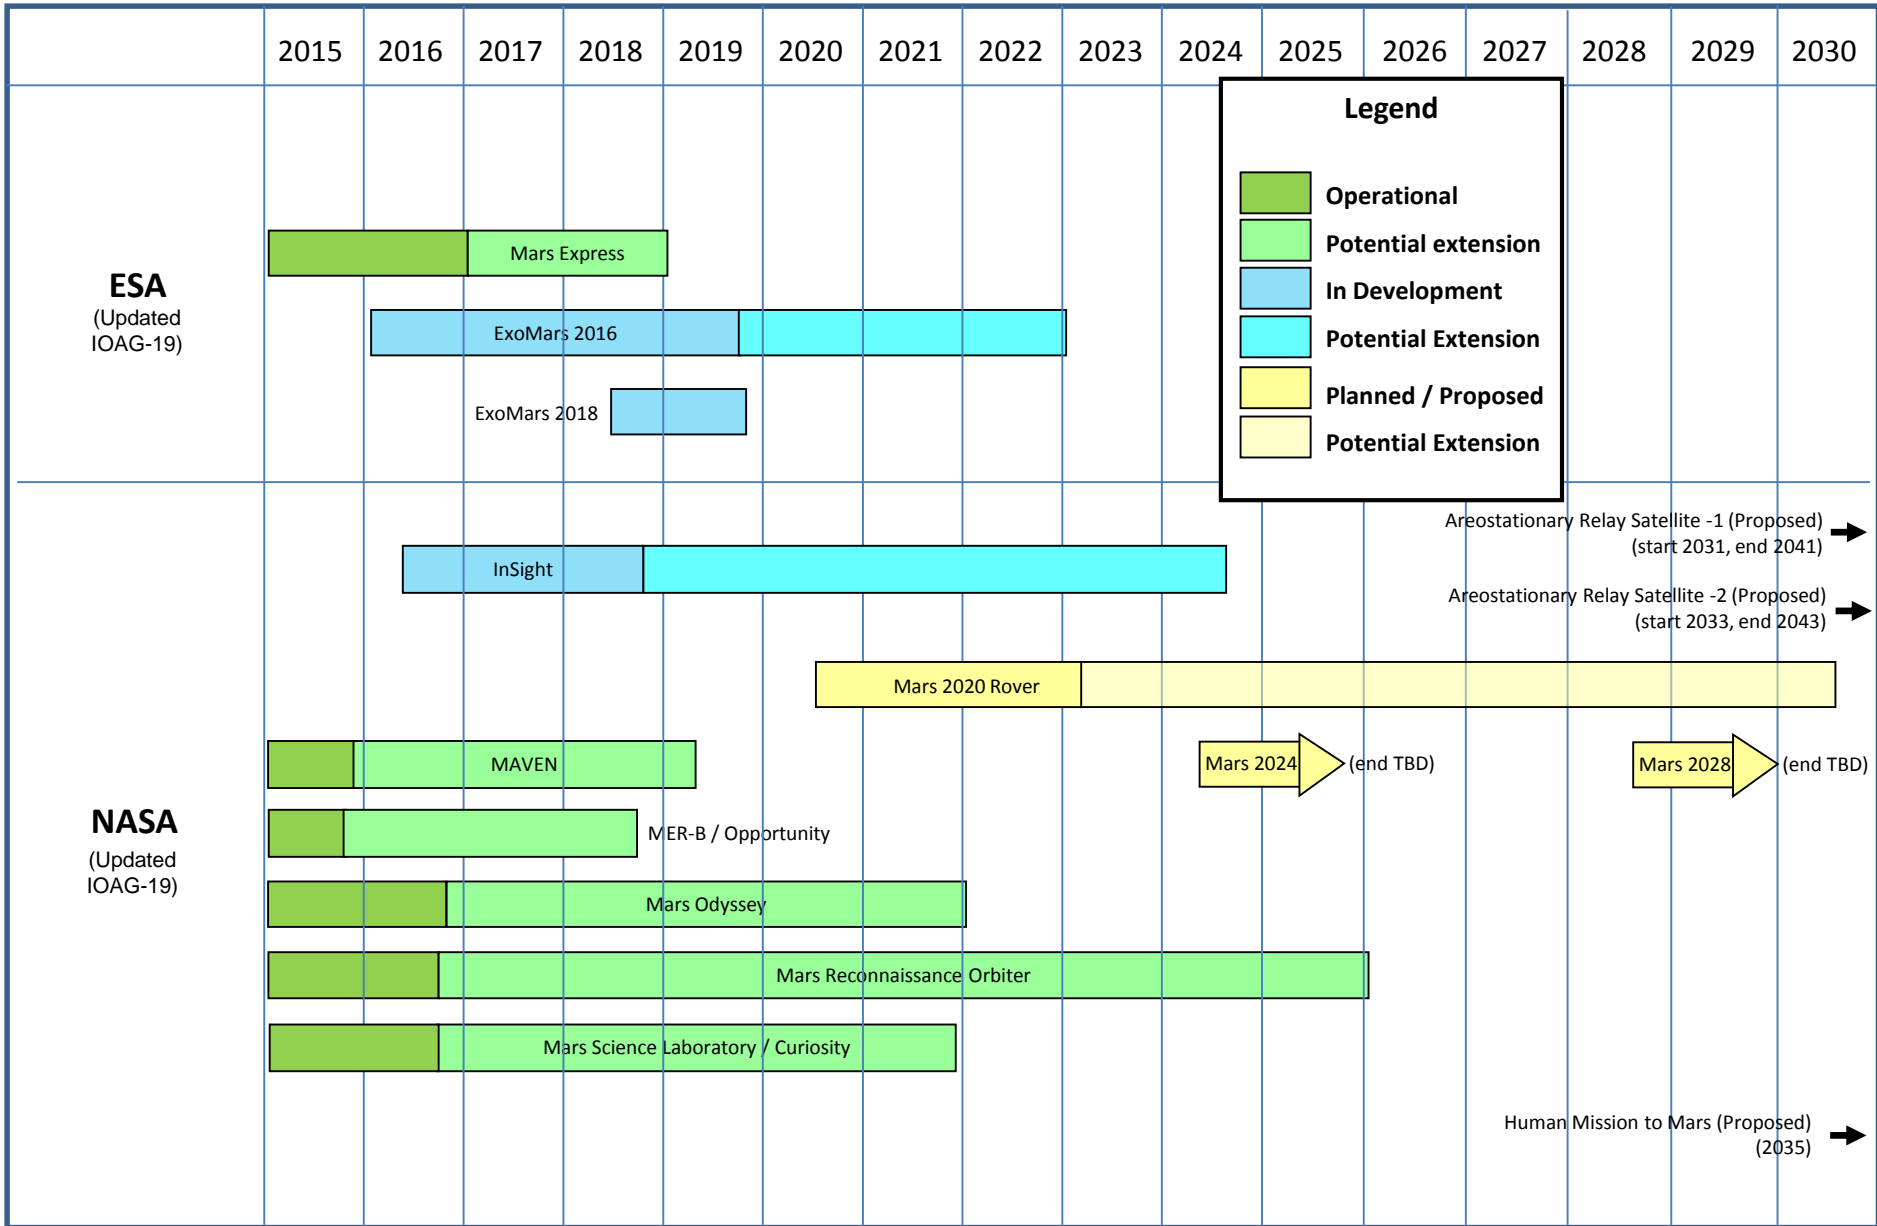 2015 2016 2017 2018 2019 2020 2021 2022 2023 2024 2025 2026 2027 2028 2029 2030
Legend
Operational
Potential extension
In Development
Potential Extension
Planned / Proposed
Potential Extension
ESA
(Updated
IOAG-19)
Mars Express
ExoMars 2016
ExoMars 2018
NASA
(Updated
IOAG-19)
Areostationary Relay Satellite -1 (Proposed)
(start 2031, end 2041)
InSight
Areostationary Relay Satellite -2 (Proposed)
(start 2033, end 2043)
Mars 2020 Rover
MAVEN
Mars 2024 (end TBD)
Mars 2028 (end TBD)
MER-B / Opportunity
Mars Odyssey
Mars Reconnaissance Orbiter
Mars Science Laboratory / Curiosity
Human Mission to Mars (Proposed)
(2035)